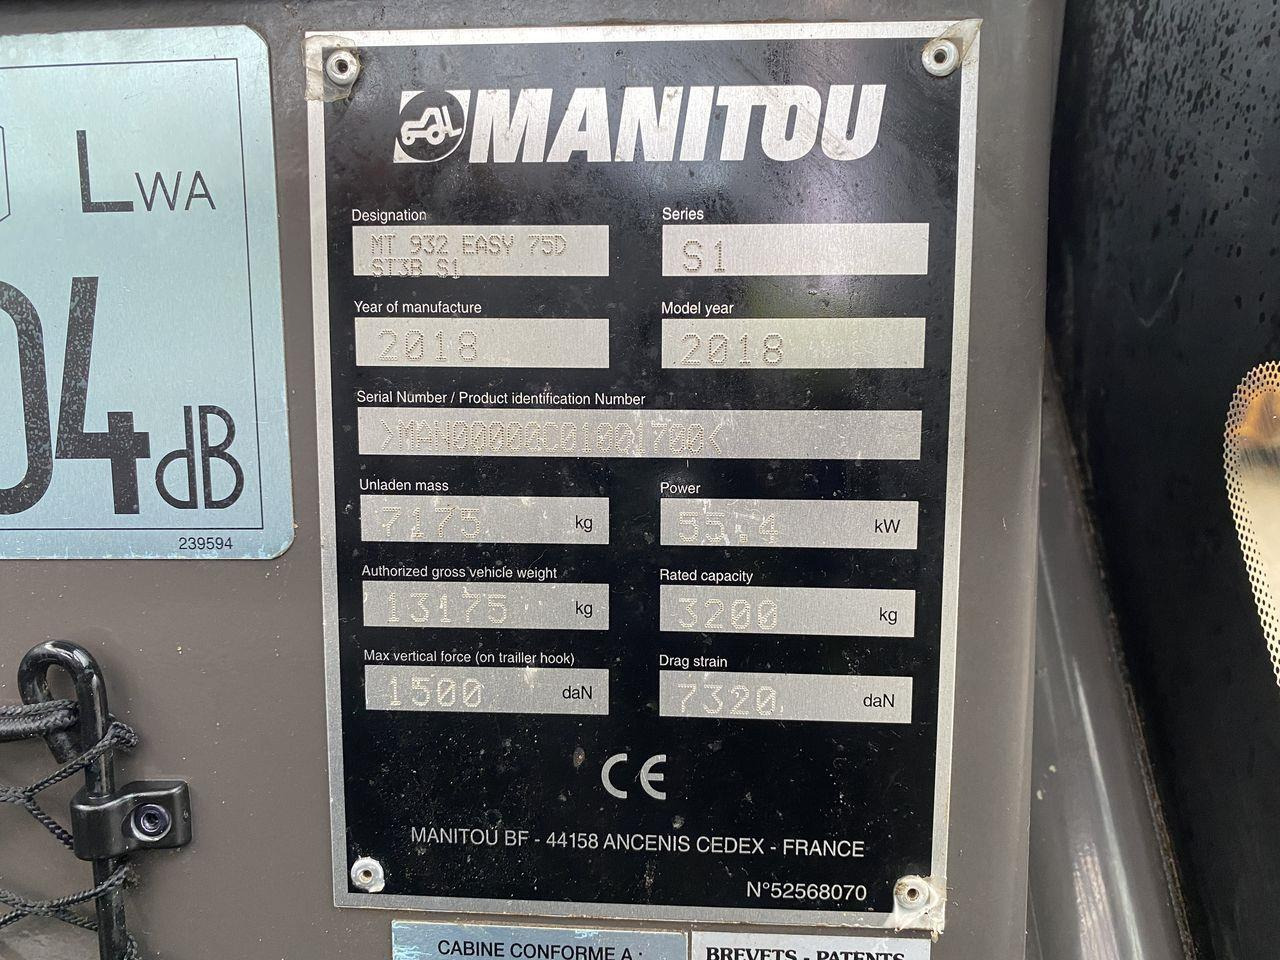 LWA
04dB
239594
MANITOU
Designation
MT 932 EASY 75D
ST3B S1
Series
S1
Year of manufacture
2018
Model year
2018
Serial Number / Product identification Number
>MAN00000C01001700<
Unladen mass
7175 kg
Power
55.4 kW
Authorized gross vehicle weight
13175 kg
Rated capacity
3200 kg
Max vertical force (on trailler hook)
1500 daN
Drag strain
7320 daN
CE
MANITOU BF - 44158 ANCENIS CEDEX - FRANCE
N°52568070
CABINE CONFORME A :
BREVETS - PATENTS